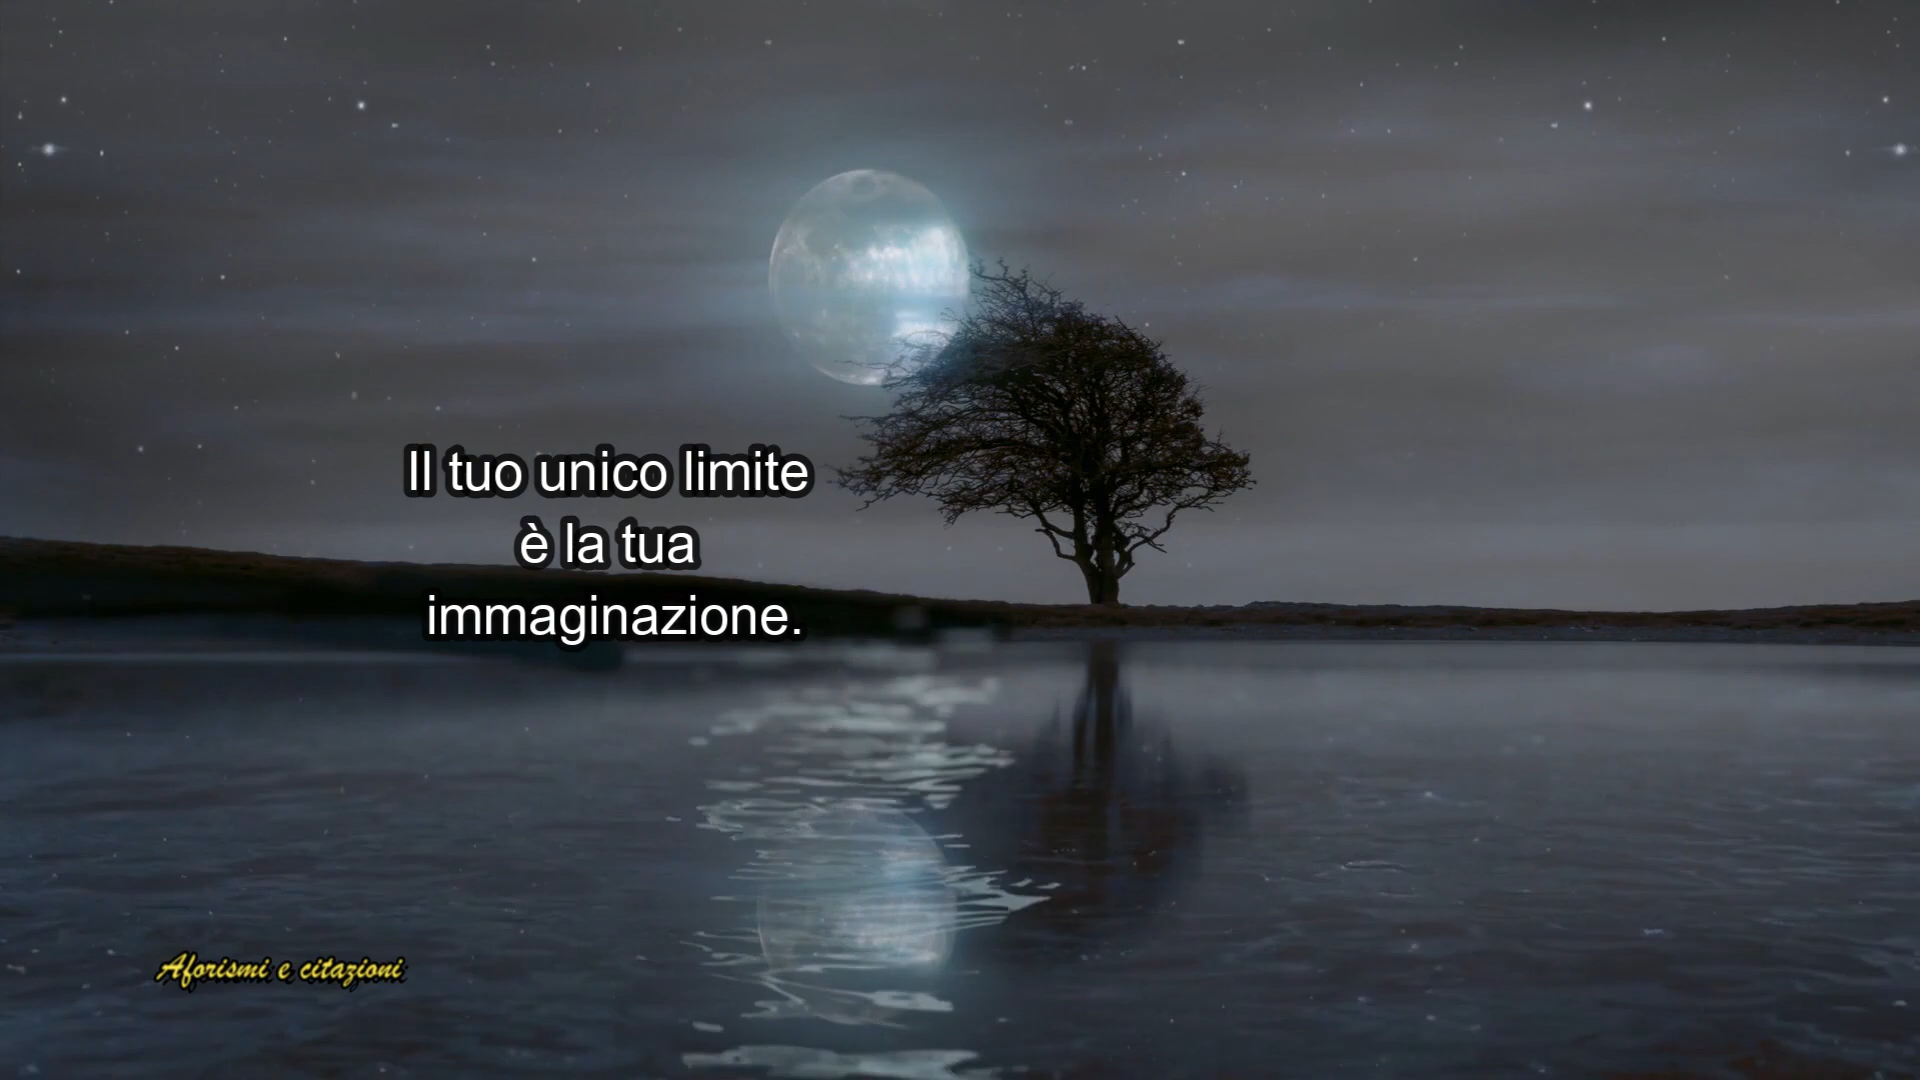 Il tuo unico limite
è la tua
immaginazione.
Aforismi e citazioni